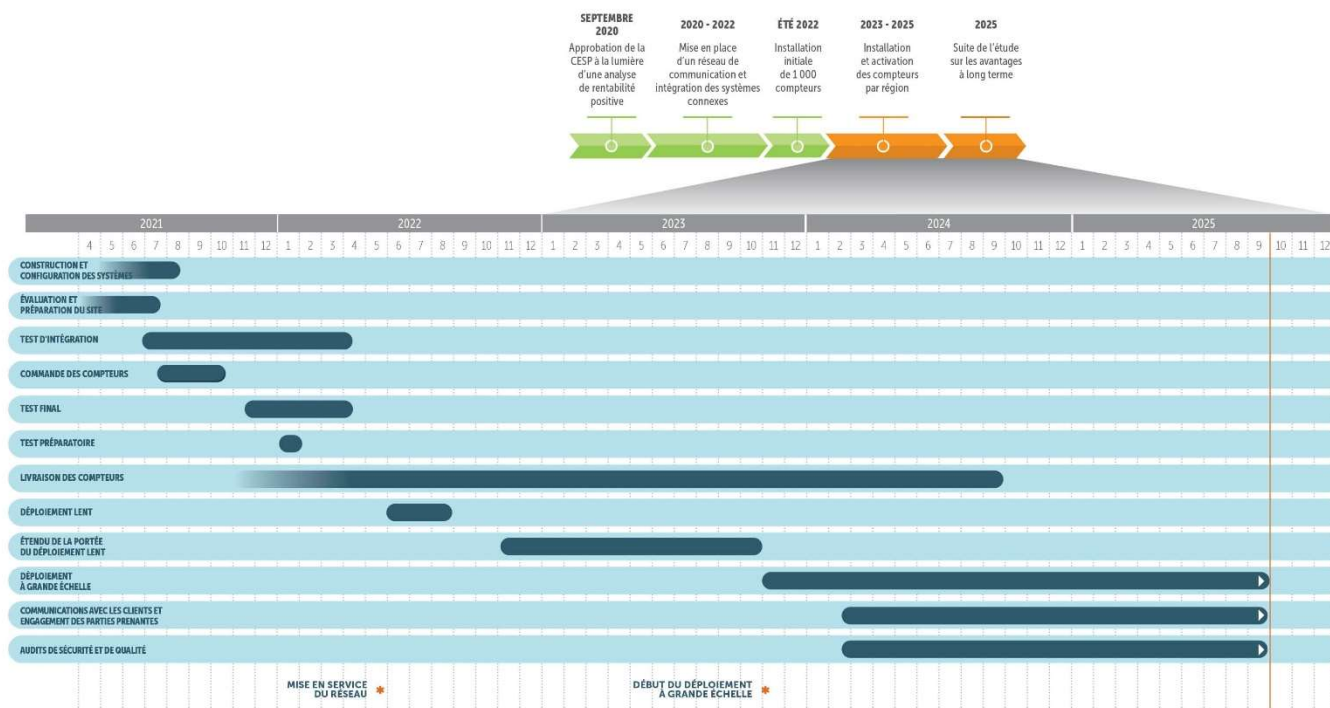 SEPTEMBRE
2020
Approbation de la
CESP à la lumière
d'une analyse
de rentabilité
positive
2020 - 2022
Mise en place
d'un réseau de
communication et
intégration des systèmes
connexes
ÉTÉ 2022
Installation
initiale
de 1 000
compteurs
2023 - 2025
Installation
et activation
des compteurs
par région
2025
Suite de l'étude
sur les avantages
à long terme
2021 2022 2023 2024 2025
4 5 6 7 8 9 10 11 12 1 2 3 4 5 6 7 8 9 10 11 12 1 2 3 4 5 6 7 8 9 10 11 12 1 2 3 4 5 6 7 8 9 10 11 12 1 2 3 4 5 6 7 8 9 10 11 12
CONSTRUCTION ET
CONFIGURATION DES SYSTÈMES
ÉVALUATION ET
PRÉPARATION DU SITE
TEST D'INTÉGRATION
COMMANDE DES COMPTEURS
TEST FINAL
TEST PRÉPARATOIRE
LIVRAISON DES COMPTEURS
DÉPLOIEMENT LENT
ÉTENDU DE LA PORTÉE
DU DÉPLOIEMENT LENT
DÉPLOIEMENT
À GRANDE ÉCHELLE
COMMUNICATIONS AVEC LES CLIENTS ET
ENGAGEMENT DES PARTIES PRENANTES
AUDITS DE SÉCURITÉ ET DE QUALITÉ
MISE EN SERVICE
DU RÉSEAU *
DÉBUT DU DÉPLOIEMENT
À GRANDE ÉCHELLE *